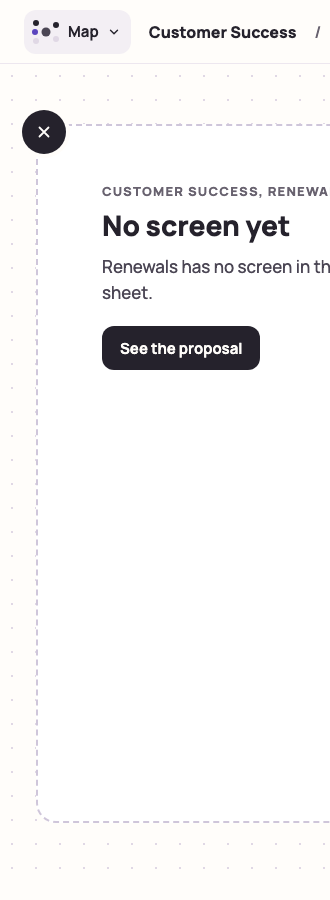 Map
Customer Success /
CUSTOMER SUCCESS, RENEWA
No screen yet
Renewals has no screen in th
sheet.
See the proposal